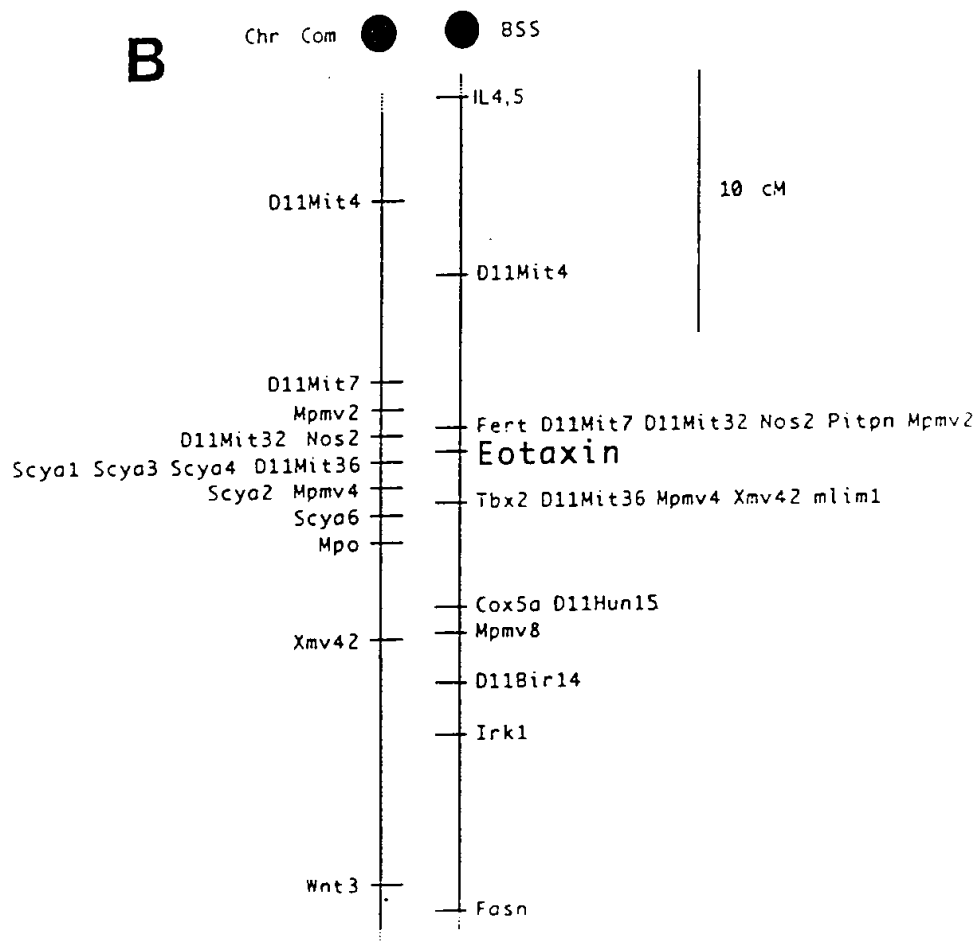 B
Chr Com
BSS
IL4,5
10 cM
D11Mit4
D11Mit4
D11Mit7
Mpmv2
Fert D11Mit7 D11Mit32 Nos2 Pitpn Mpmv2
D11Mit32 Nos2
Eotaxin
Scya1 Scya3 Scya4 D11Mit36
Scya2 Mpmv4
Tbx2 D11Mit36 Mpmv4 Xmv42 mlim1
Scya6
Mpo
Cox5a D11Hun15
Mpmv8
Xmv42
D11Bir14
Irk1
Wnt3
Fasn